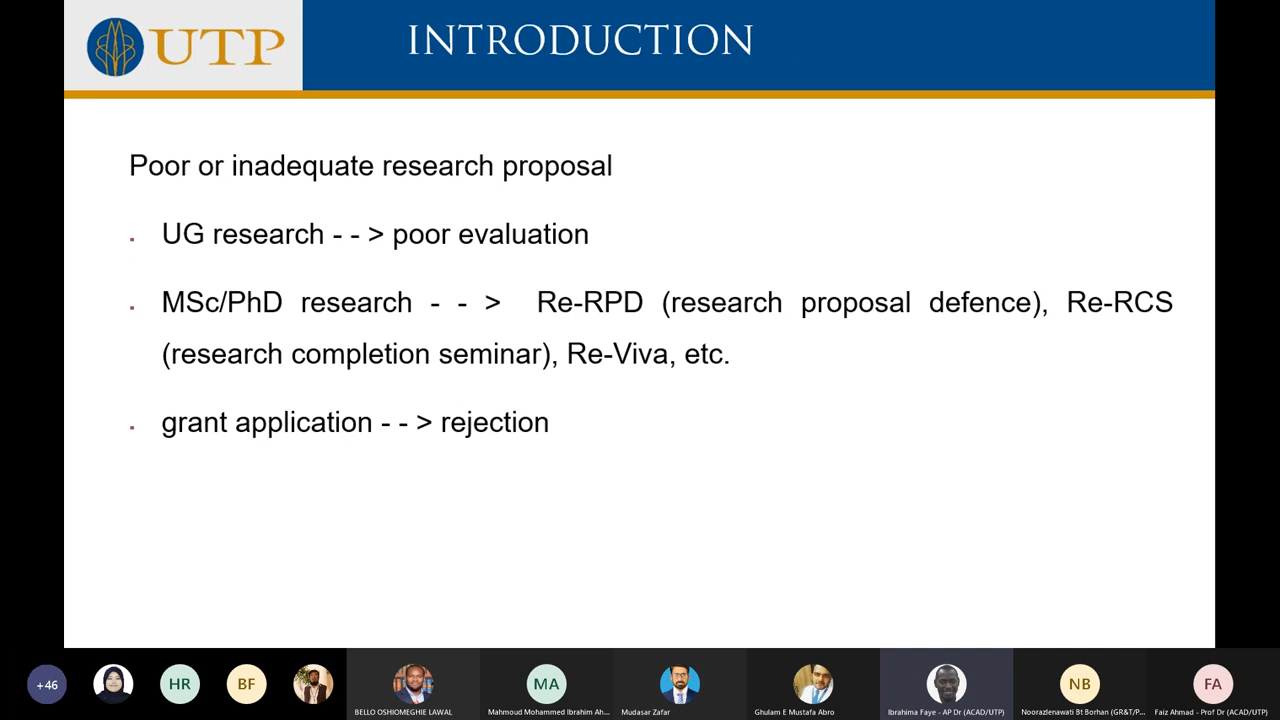 UTP
INTRODUCTION
Poor or inadequate research proposal
▪ UG research - - > poor evaluation
▪ MSc/PhD research - - > Re-RPD (research proposal defence), Re-RCS
(research completion seminar), Re-Viva, etc.
▪ grant application - - > rejection
+46
HR
BF
BELLO OSHIOMEGHIE LAWAL
MA
Mahmoud Mohammed Ibrahim Ah...
Mudasar Zafar
Ghulam E Mustafa Abro
Ibrahima Faye - AP Dr (ACAD/UTP)
NB
Noorazlenawati Bt Borhan (GR&T/P...
FA
Faiz Ahmad - Prof Dr (ACAD/UTP)